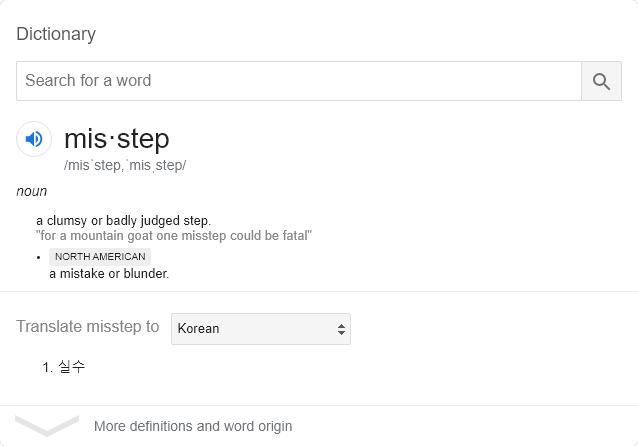 Dictionary
Search for a word
mis·step
/misˈstep,ˈmisˌstep/
noun
a clumsy or badly judged step.
"for a mountain goat one misstep could be fatal"
• NORTH AMERICAN
a mistake or blunder.
Translate misstep to Korean
1. 실수
More definitions and word origin